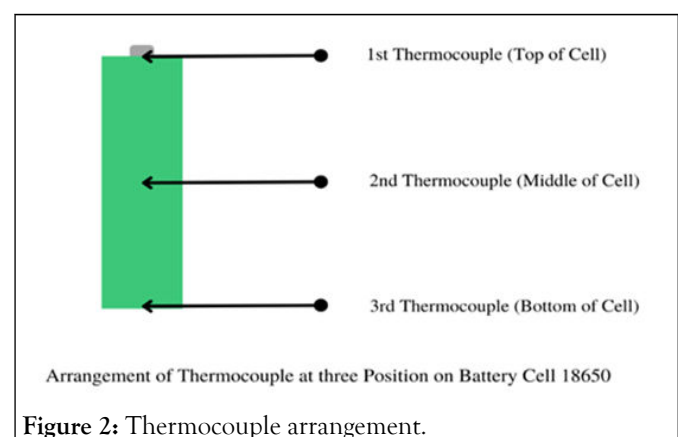 1st Thermocouple (Top of Cell)
2nd Thermocouple (Middle of Cell)
3rd Thermocouple (Bottom of Cell)
Arrangement of Thermocouple at three Position on Battery Cell 18650
Figure 2: Thermocouple arrangement.